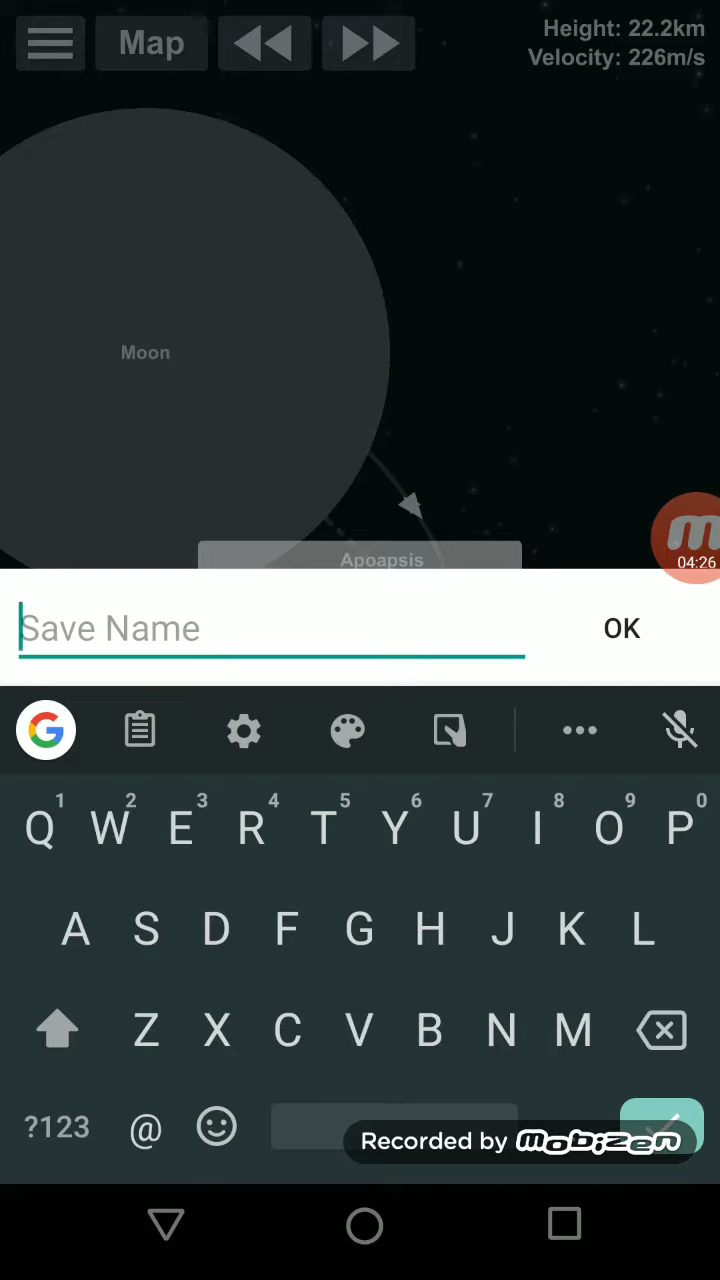 Map
Height: 22.2km
Velocity: 226m/s
Moon
Apoapsis
04:26
Save Name
OK
1 2 3 4 5 6 7 8 9 0
Q W E R T Y U I O P
A S D F G H J K L
Z X C V B N M
?123 @
Recorded by mobizen